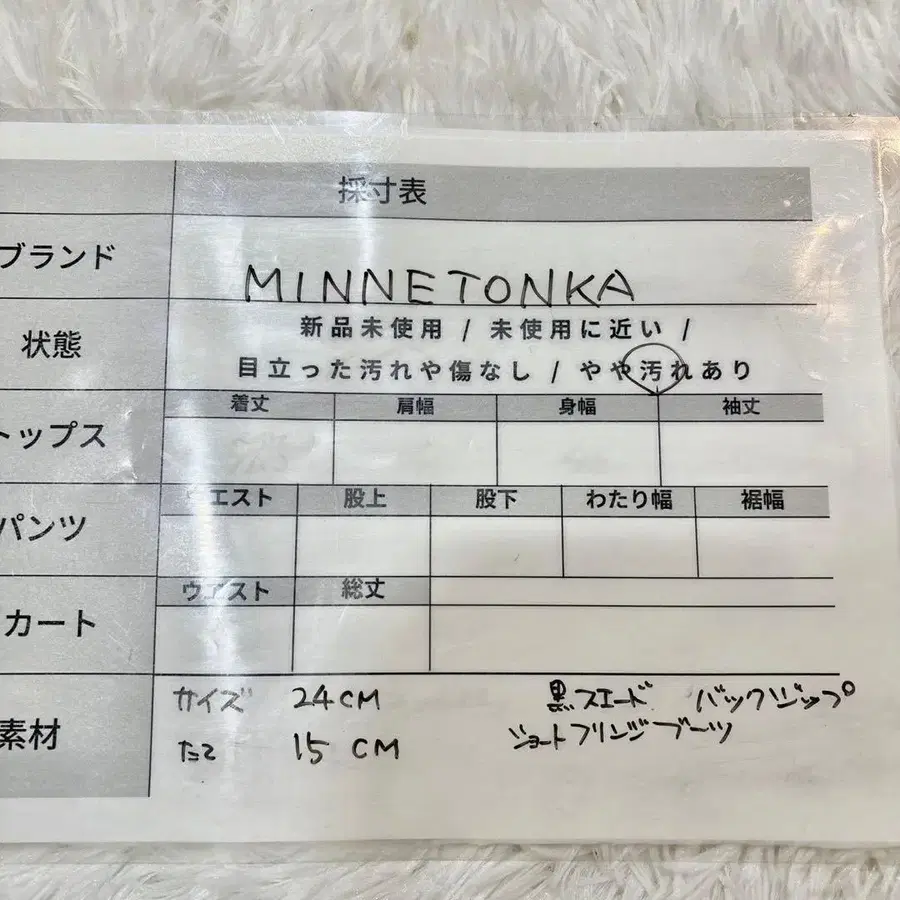 採寸表
ブランド MINNETONKA
状態 新品未使用 / 未使用に近い /
目立った汚れや傷なし / やや汚れあり
着丈 肩幅 身幅 袖丈
トップス
ウエスト 股上 股下 わたり幅 裾幅
パンツ
ウエスト 総丈
カート
素材
サイズ 24CM 黒スエード バックジップ
たて 15 CM ショートフリンジブーツ